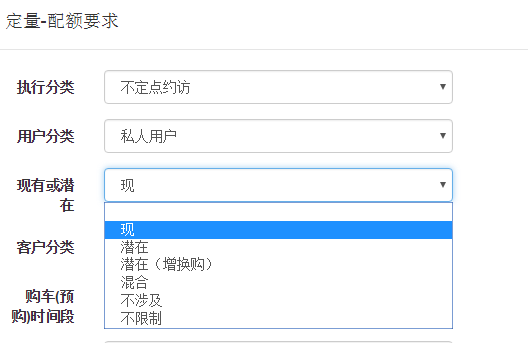 定量-配额要求
执行分类 不定点约访
用户分类 私人用户
现有或潜在 现
现
潜在
潜在（增换购）
混合
不涉及
不限制
客户分类
购车(预购)时间段